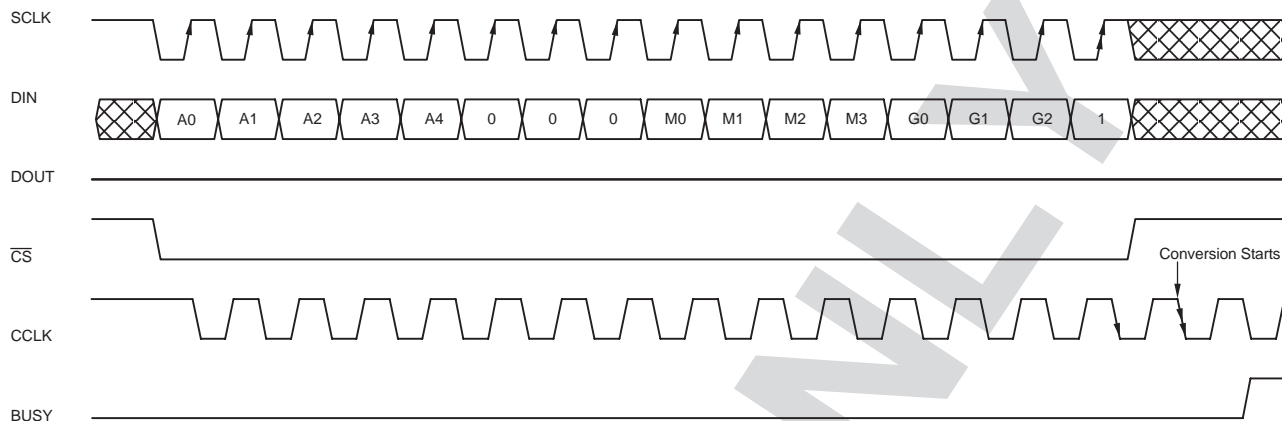 SCLK
DIN
A0 A1 A2 A3 A4 0 0 0 M0 M1 M2 M3 G0 G1 G2 1
DOUT
CS
Conversion Starts
CCLK
BUSY
NLY